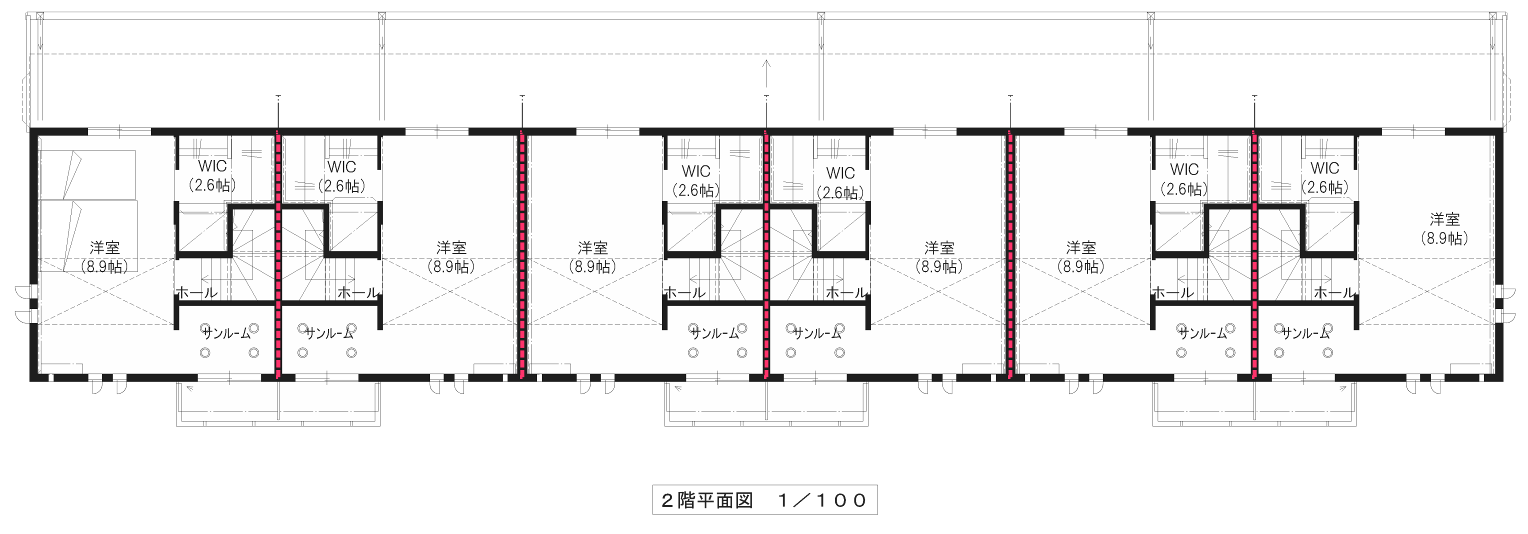 WIC
(2.6帖)
WIC
(2.6帖)
WIC
(2.6帖)
WIC
(2.6帖)
WIC
(2.6帖)
WIC
(2.6帖)
洋室
(8.9帖)
洋室
(8.9帖)
洋室
(8.9帖)
洋室
(8.9帖)
洋室
(8.9帖)
洋室
(8.9帖)
ホール
ホール
ホール
ホール
ホール
ホール
サンルーム
サンルーム
サンルーム
サンルーム
サンルーム
サンルーム
２階平面図　１／１００